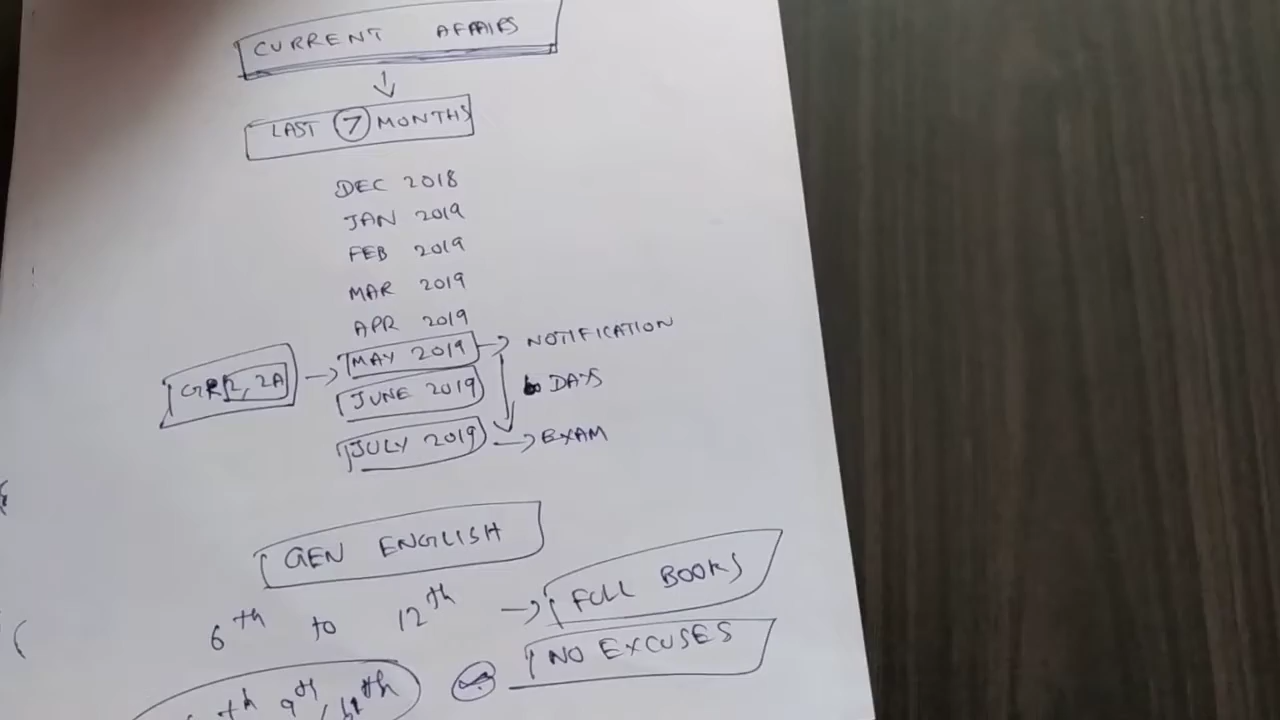 CURRENT AFFAIRS
LAST 7 MONTHS
DEC 2018
JAN 2019
FEB 2019
MAR 2019
APR 2019
GR 2, 2A → MAY 2019 → NOTIFICATION
JUNE 2019 DAYS
JULY 2019 → EXAM
GEN ENGLISH
6th to 12th → FULL BOOKS
NO EXCUSES
9th